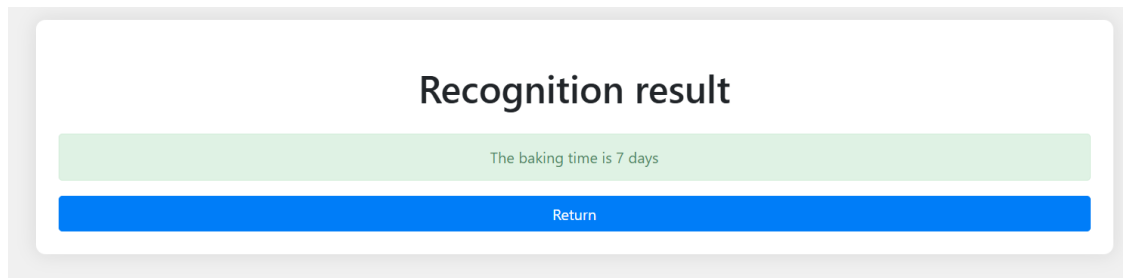 Recognition result
The baking time is 7 days
Return